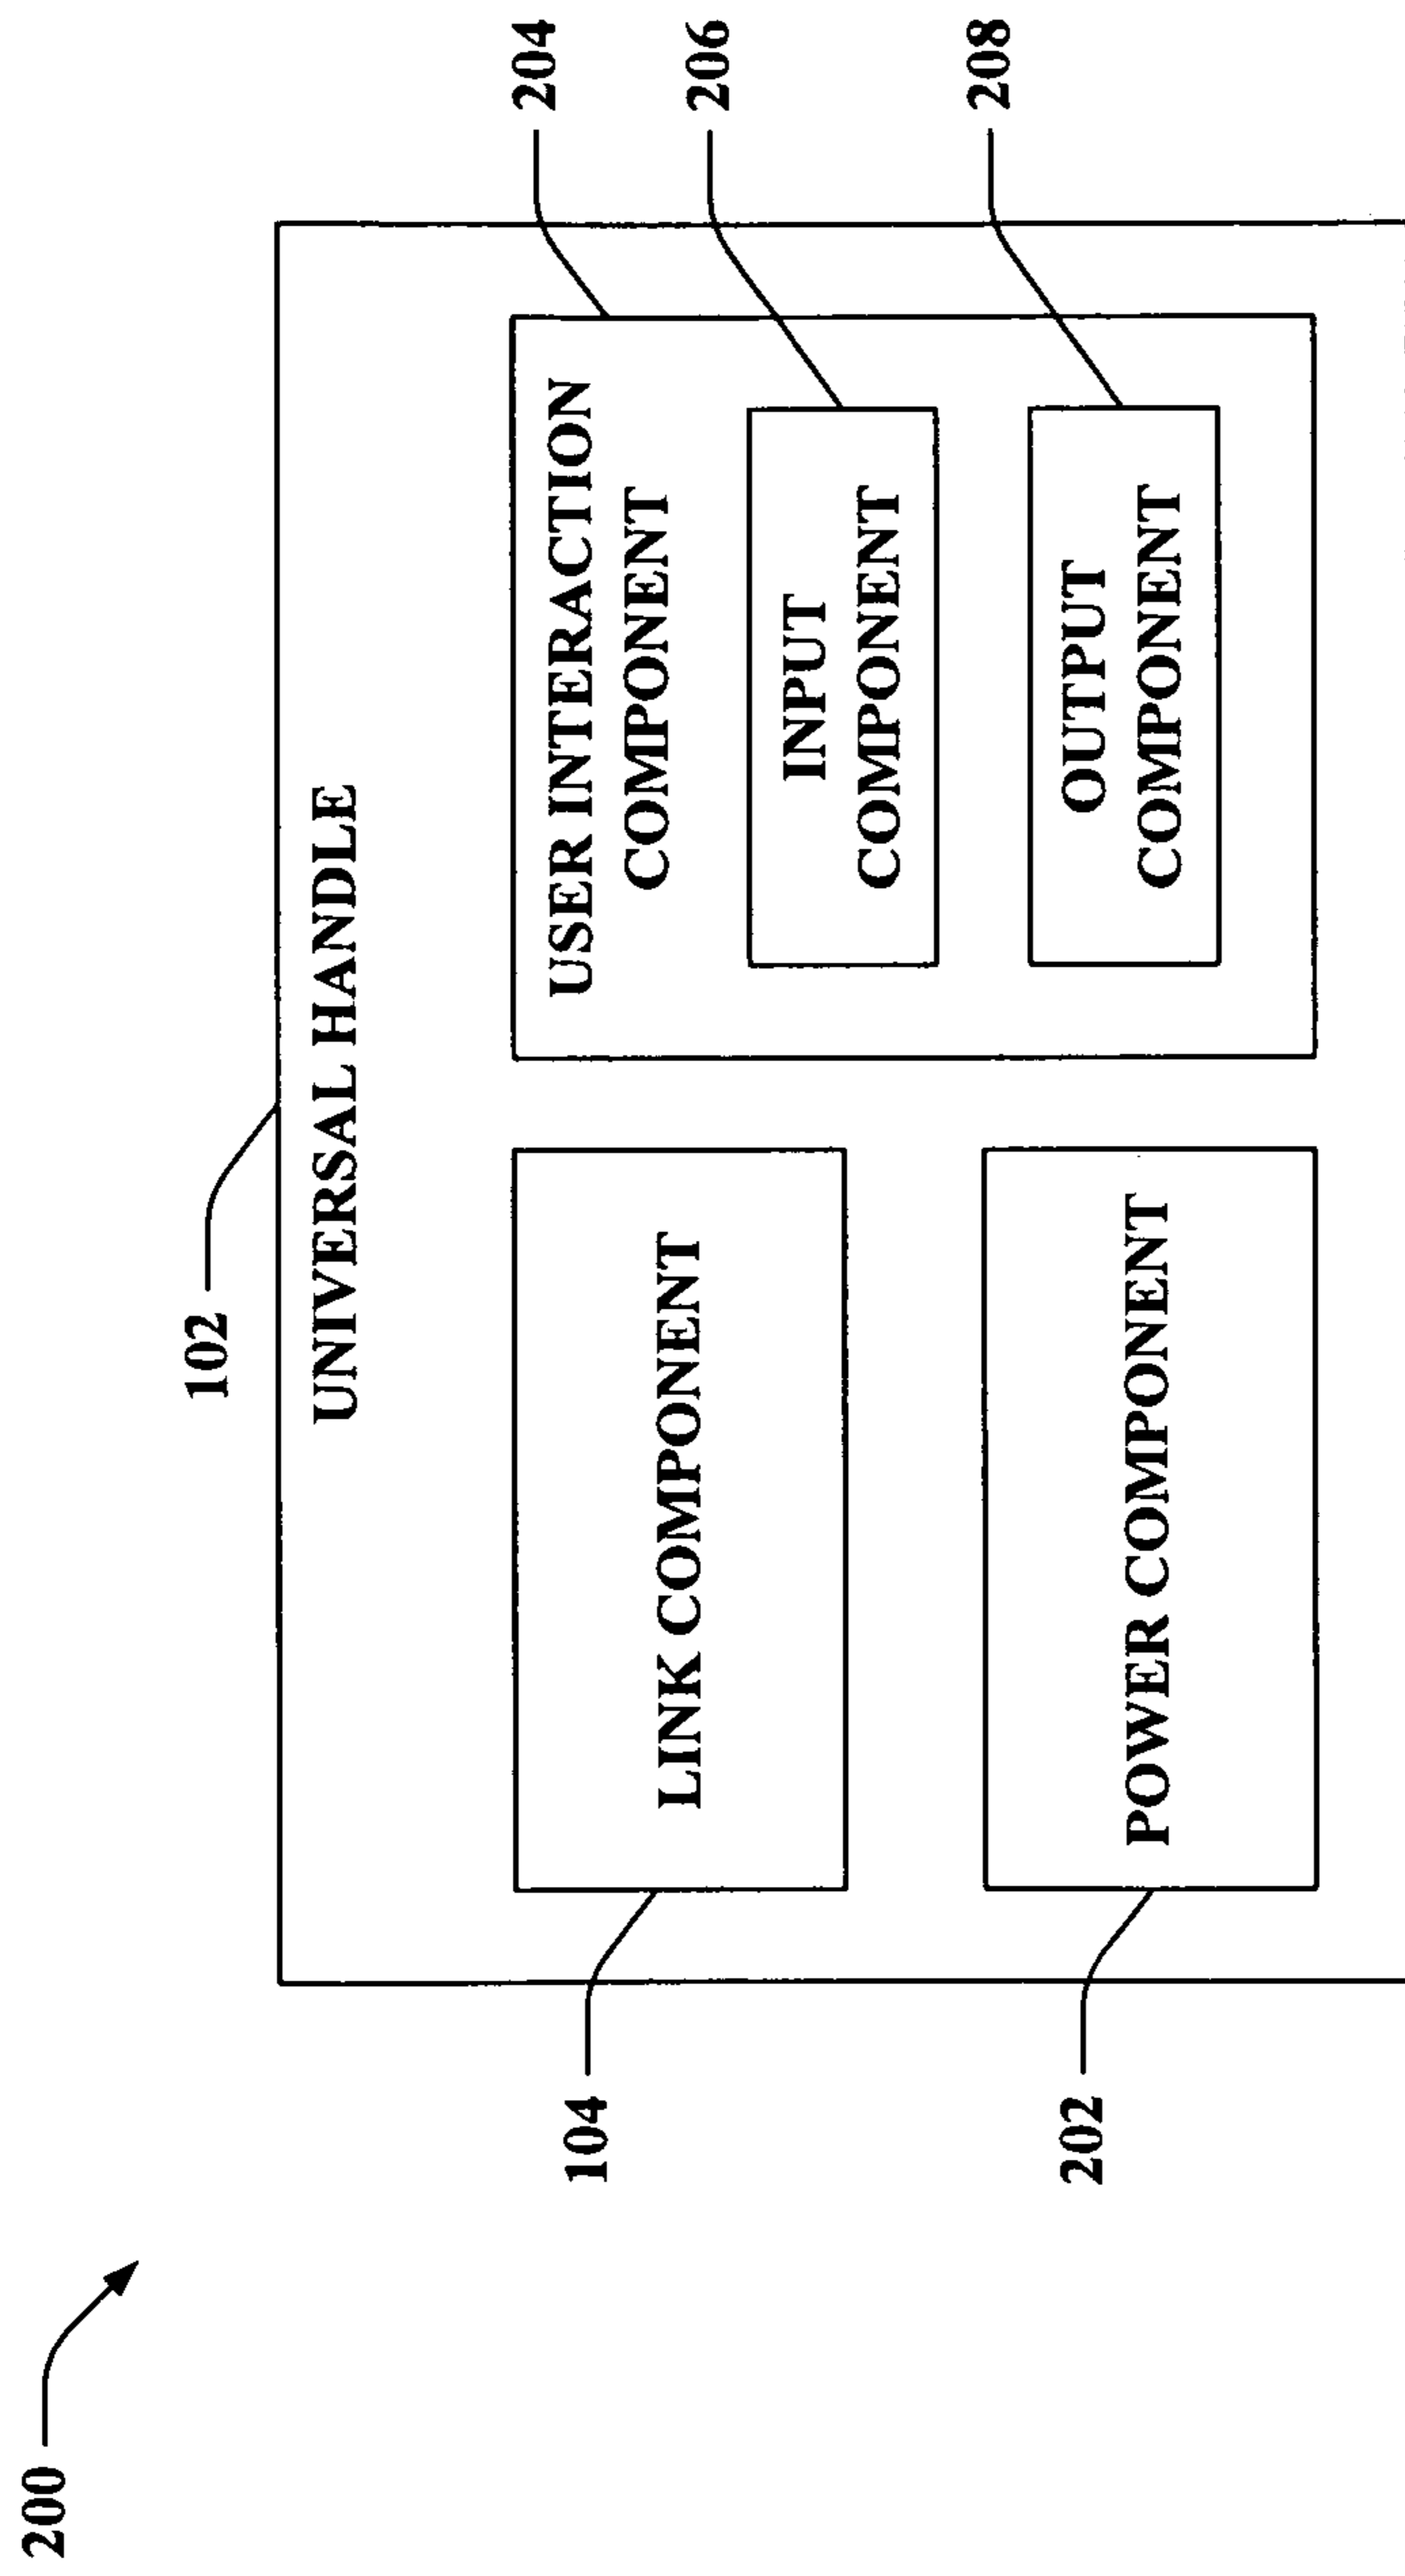 200
102
UNIVERSAL HANDLE
204
USER INTERACTION
COMPONENT
104
LINK COMPONENT
206
INPUT
COMPONENT
202
POWER COMPONENT
208
OUTPUT
COMPONENT